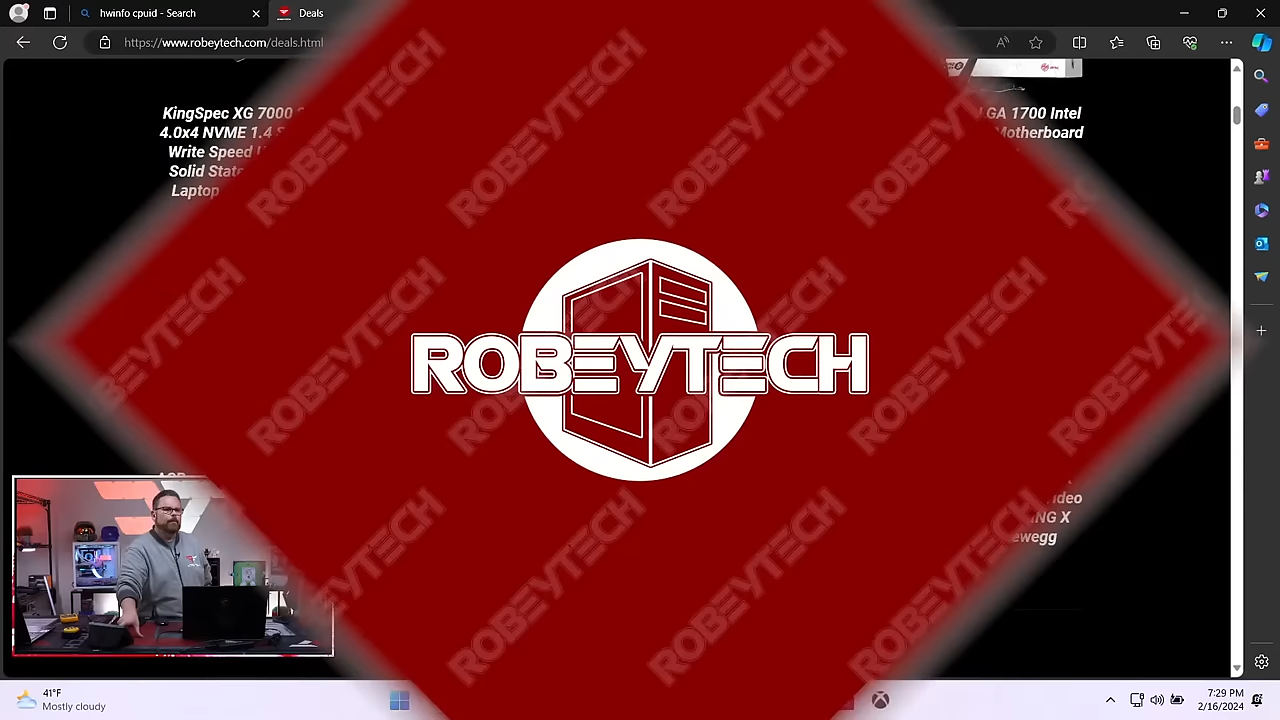 hwinfo cpuid - Search
Deals
https://www.robeytech.com/deals.html
KingSpec XG 7000
4.0x4 NVME 1.4
Write Speed
Solid State
Laptop
GA 1700 Intel
Motherboard
ROBEYTECH
ING X
ewegg
41°F
Mostly cloudy
7:29 PM
2/16/2024